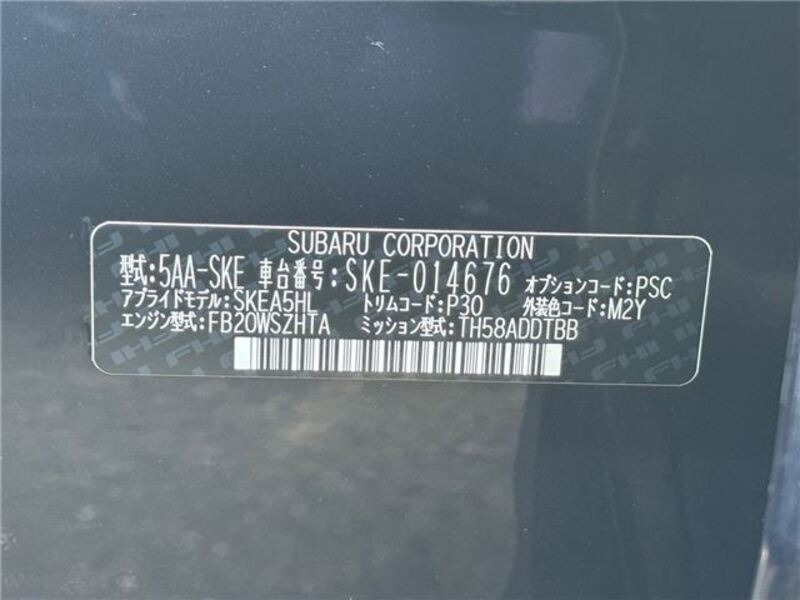 SUBARU CORPORATION
型式:5AA-SKE 車台番号:SKE-014676 オプションコード:PSC
アプライドモデル:SKEA5HL トリムコード:P30 外装色コード:M2Y
エンジン型式:FB20WSZHTA ミッション型式:TH58ADDTBB